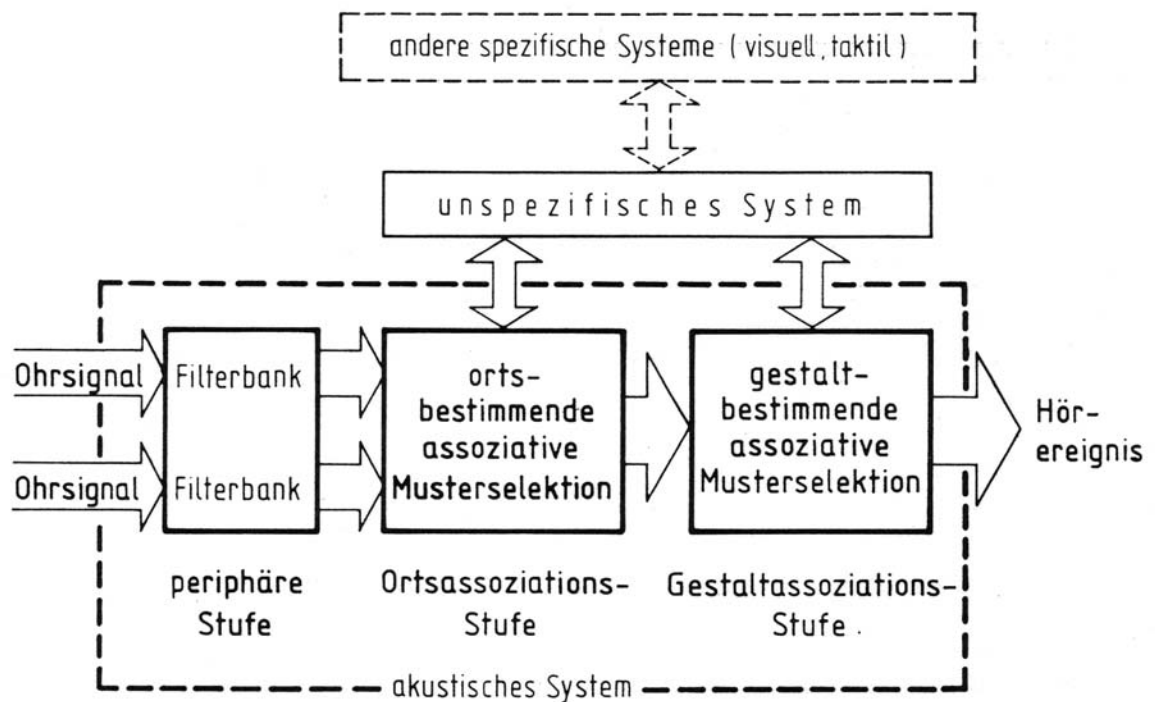 andere spezifische Systeme (visuell, taktil)
unspezifisches System
Ohrsignal
Filterbank
Ohrsignal
Filterbank
orts-
bestimmende
assoziative
Musterselektion
gestalt-
bestimmende
assoziative
Musterselektion
Hör-
ereignis
periphäre
Stufe
Ortsassoziations-
Stufe
Gestaltassoziations-
Stufe.
akustisches System